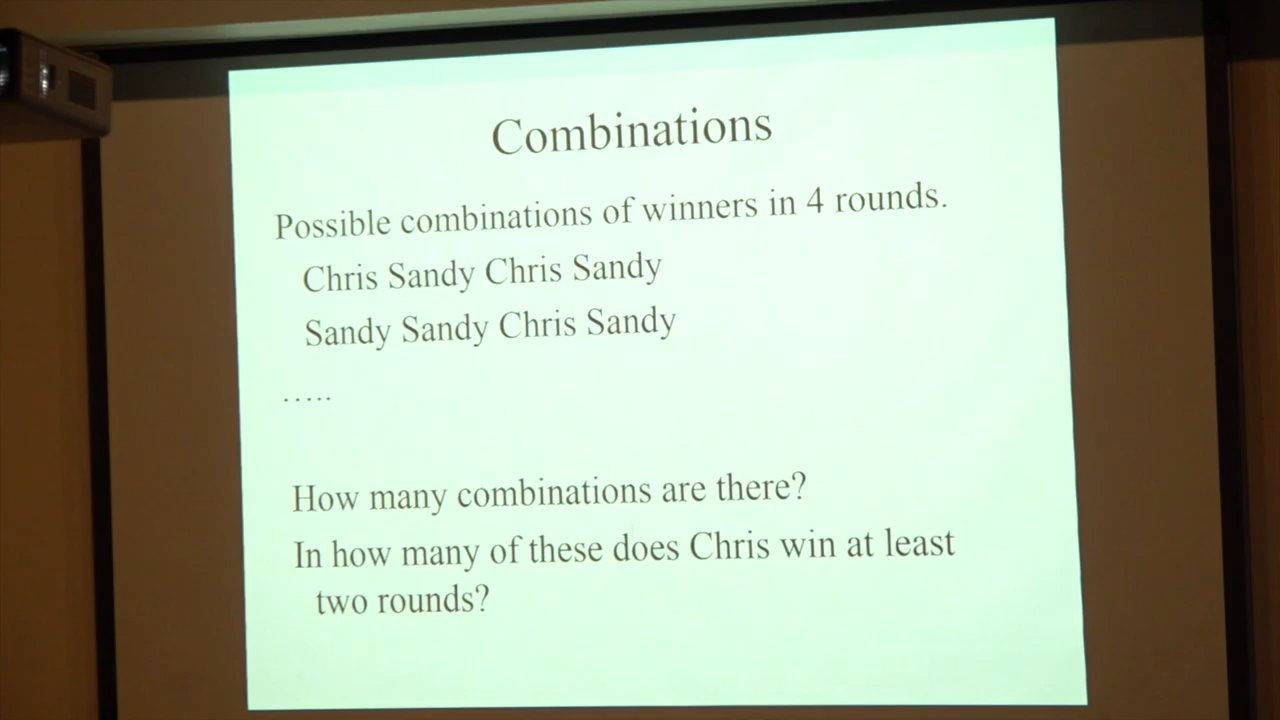 Combinations
Possible combinations of winners in 4 rounds.
Chris Sandy Chris Sandy
Sandy Sandy Chris Sandy
.....
How many combinations are there?
In how many of these does Chris win at least
two rounds?